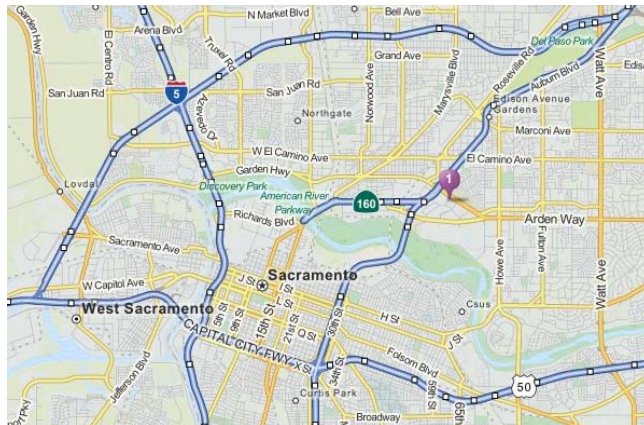 Garden Hwy
N Market Blvd
Bell Ave
Arena Blvd
El Centro Rd
Truxel Rd
Grand Ave
Del Paso Park
Roseville Rd
Auburn Blvd
Watt Ave
San Juan Rd
San Juan Rd
5
Azevedo Dr
Northgate
Norwood Ave
Marysville Blvd
Edison Avenue
Gardens
Edis
Marconi Ave
W El Camino Ave
El Camino Ave
Garden Hwy
Lovda
Discovery Park
American River
Parkway
1
160
Richards Blvd
Arden Way
Sacramento Ave
Howe Ave
Fulton Ave
Watt Ave
W Capitol Ave
Sacramento
J St
I St
L St
West Sacramento
5th St
9th St
15th St
21st St
Q St
30th St
H St
J St
Csus
CAPITAL CITY FWY
X St
Jefferson Blvd
34th St
Folsom Blvd
59th St
65th
50
Curtis Park
Broadway
Pkwy